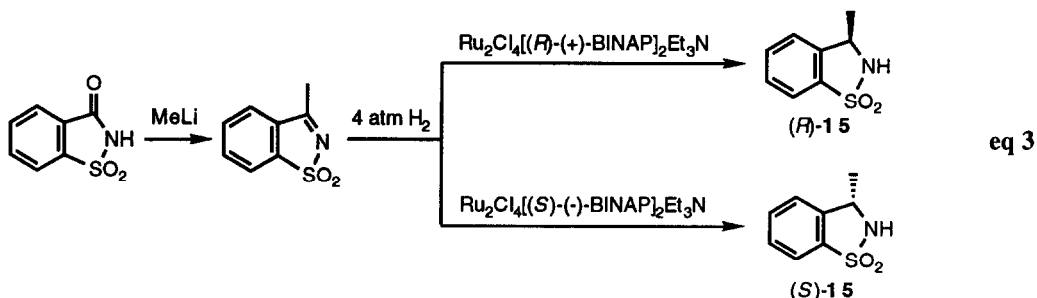 Ru₂Cl₄[(R)-(+)-BINAP]₂Et₃N
NH
SO₂
(R)-15
O
NH
SO₂
MeLi
N
SO₂
4 atm H₂
eq 3
Ru₂Cl₄[(S)-(-)-BINAP]₂Et₃N
NH
SO₂
(S)-15